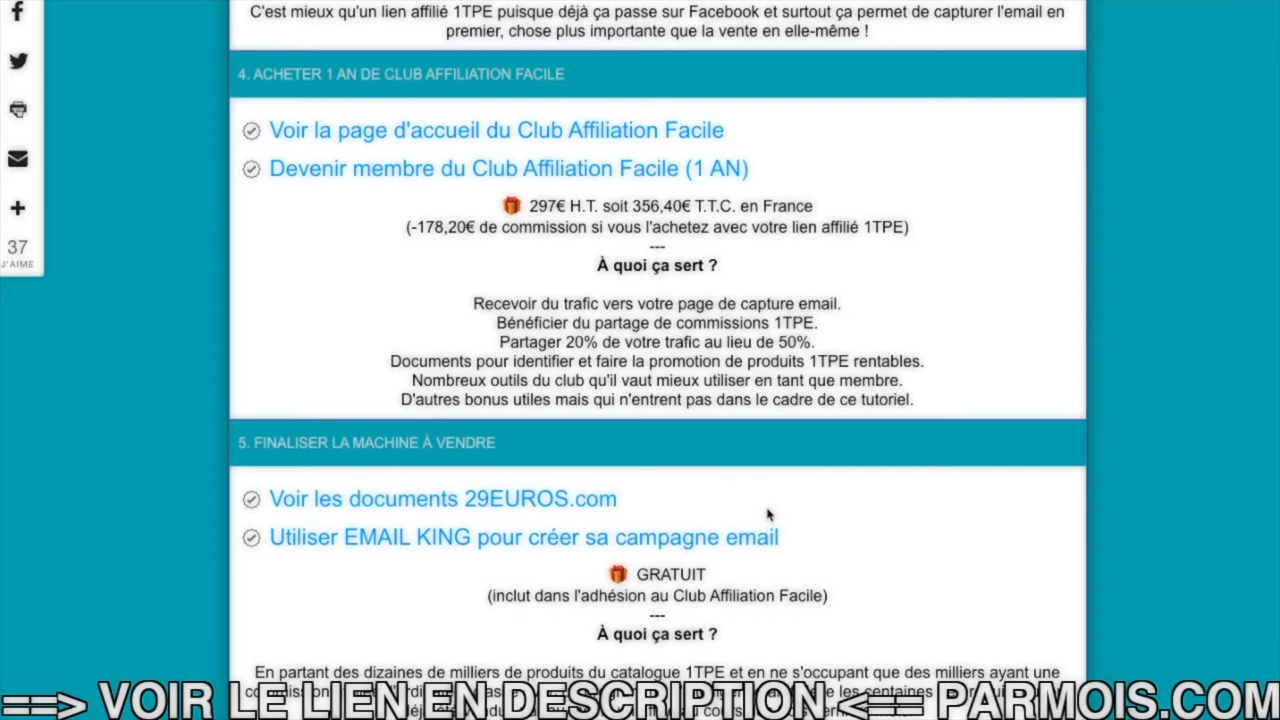 C'est mieux qu'un lien affilié 1TPE puisque déjà ça passe sur Facebook et surtout ça permet de capturer l'email en
premier, chose plus importante que la vente en elle-même !
4. ACHETER 1 AN DE CLUB AFFILIATION FACILE
Voir la page d'accueil du Club Affiliation Facile
Devenir membre du Club Affiliation Facile (1 AN)
297€ H.T. soit 356,40€ T.T.C. en France
(-178,20€ de commission si vous l'achetez avec votre lien affilié 1TPE)
---
À quoi ça sert ?
37
J'AIME
Recevoir du trafic vers votre page de capture email.
Bénéficier du partage de commissions 1TPE.
Partager 20% de votre trafic au lieu de 50%.
Documents pour identifier et faire la promotion de produits 1TPE rentables.
Nombreux outils du club qu'il vaut mieux utiliser en tant que membre.
D'autres bonus utiles mais qui n'entrent pas dans le cadre de ce tutoriel.
5. FINALISER LA MACHINE À VENDRE
Voir les documents 29EUROS.com
Utiliser EMAIL KING pour créer sa campagne email
GRATUIT
(inclut dans l'adhésion au Club Affiliation Facile)
---
À quoi ça sert ?
En partant des dizaines de milliers de produits du catalogue 1TPE et en ne s'occupant que des milliers ayant une
==> VOIR LE LIEN EN DESCRIPTION <== PARMOIS.COM